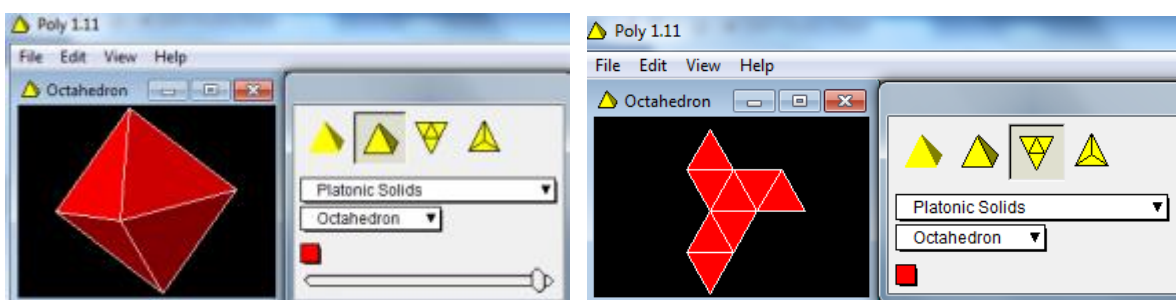 Poly 1.11
File Edit View Help
Octahedron
Platonic Solids
Octahedron
Poly 1.11
File Edit View Help
Octahedron
Platonic Solids
Octahedron